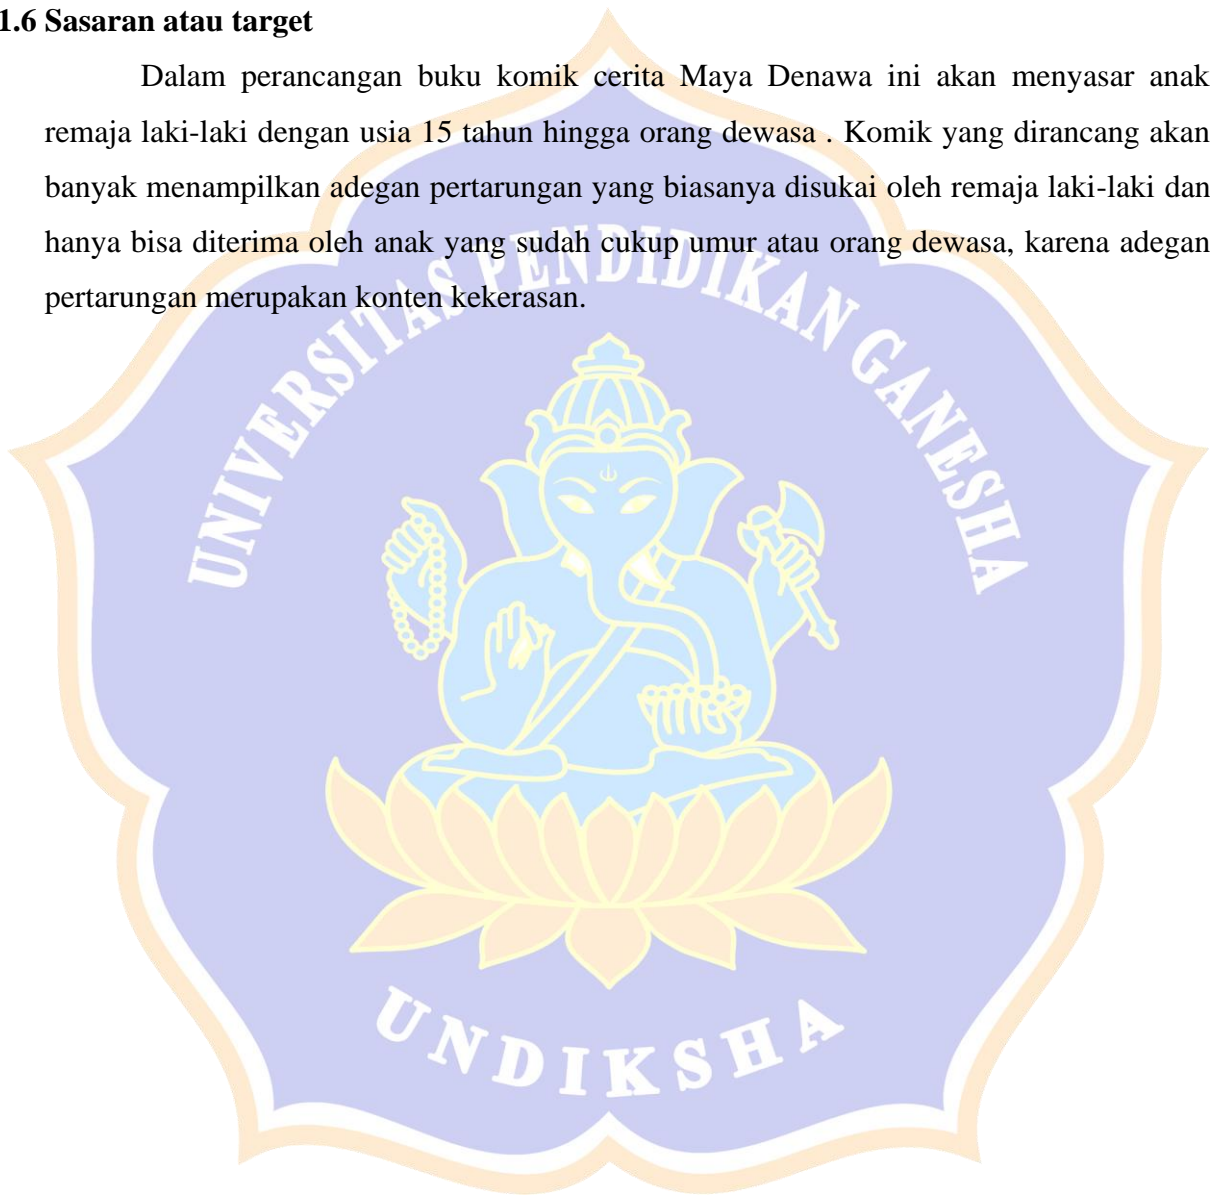 1.6 Sasaran atau target
Dalam perancangan buku komik cerita Maya Denawa ini akan menyasar anak
remaja laki-laki dengan usia 15 tahun hingga orang dewasa . Komik yang dirancang akan
banyak menampilkan adegan pertarungan yang biasanya disukai oleh remaja laki-laki dan
hanya bisa diterima oleh anak yang sudah cukup umur atau orang dewasa, karena adegan
pertarungan merupakan konten kekerasan.
UNIVERSITAS PENDIDIKAN GANESHA
UNDIKSHA